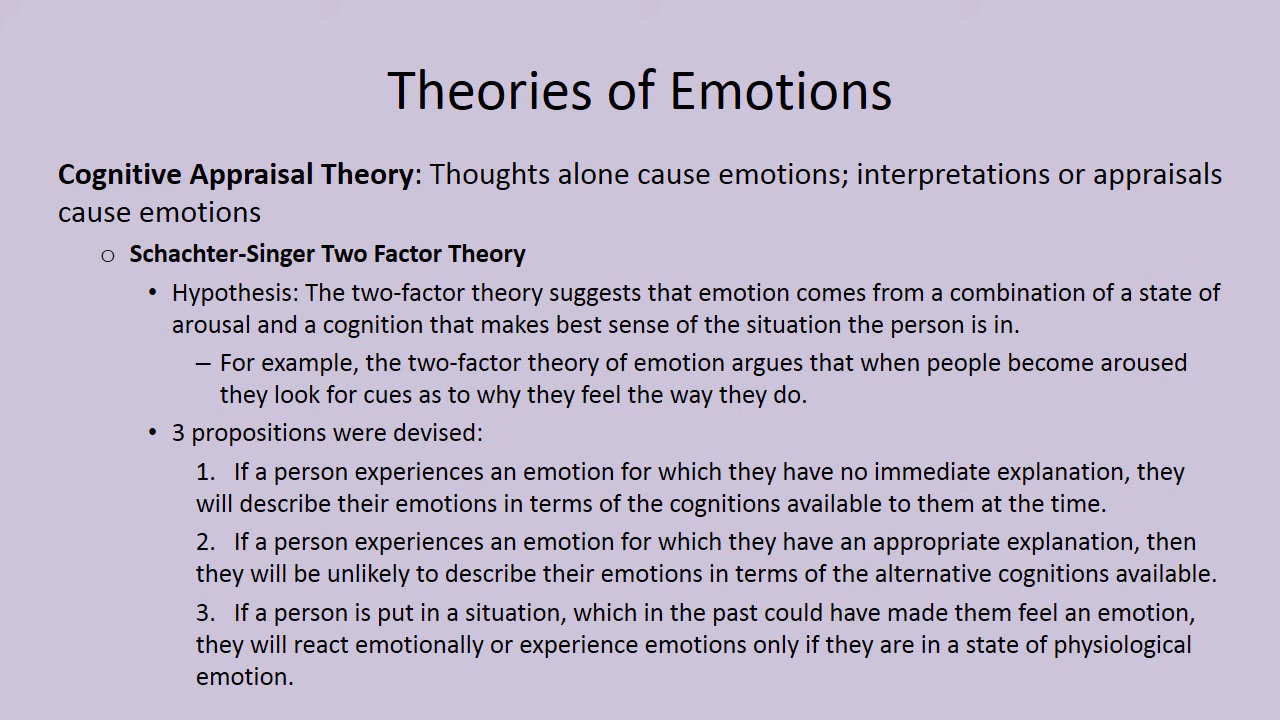 Theories of Emotions
Cognitive Appraisal Theory: Thoughts alone cause emotions; interpretations or appraisals
cause emotions
o Schachter-Singer Two Factor Theory
• Hypothesis: The two-factor theory suggests that emotion comes from a combination of a state of
arousal and a cognition that makes best sense of the situation the person is in.
– For example, the two-factor theory of emotion argues that when people become aroused
they look for cues as to why they feel the way they do.
• 3 propositions were devised:
1. If a person experiences an emotion for which they have no immediate explanation, they
will describe their emotions in terms of the cognitions available to them at the time.
2. If a person experiences an emotion for which they have an appropriate explanation, then
they will be unlikely to describe their emotions in terms of the alternative cognitions available.
3. If a person is put in a situation, which in the past could have made them feel an emotion,
they will react emotionally or experience emotions only if they are in a state of physiological
emotion.